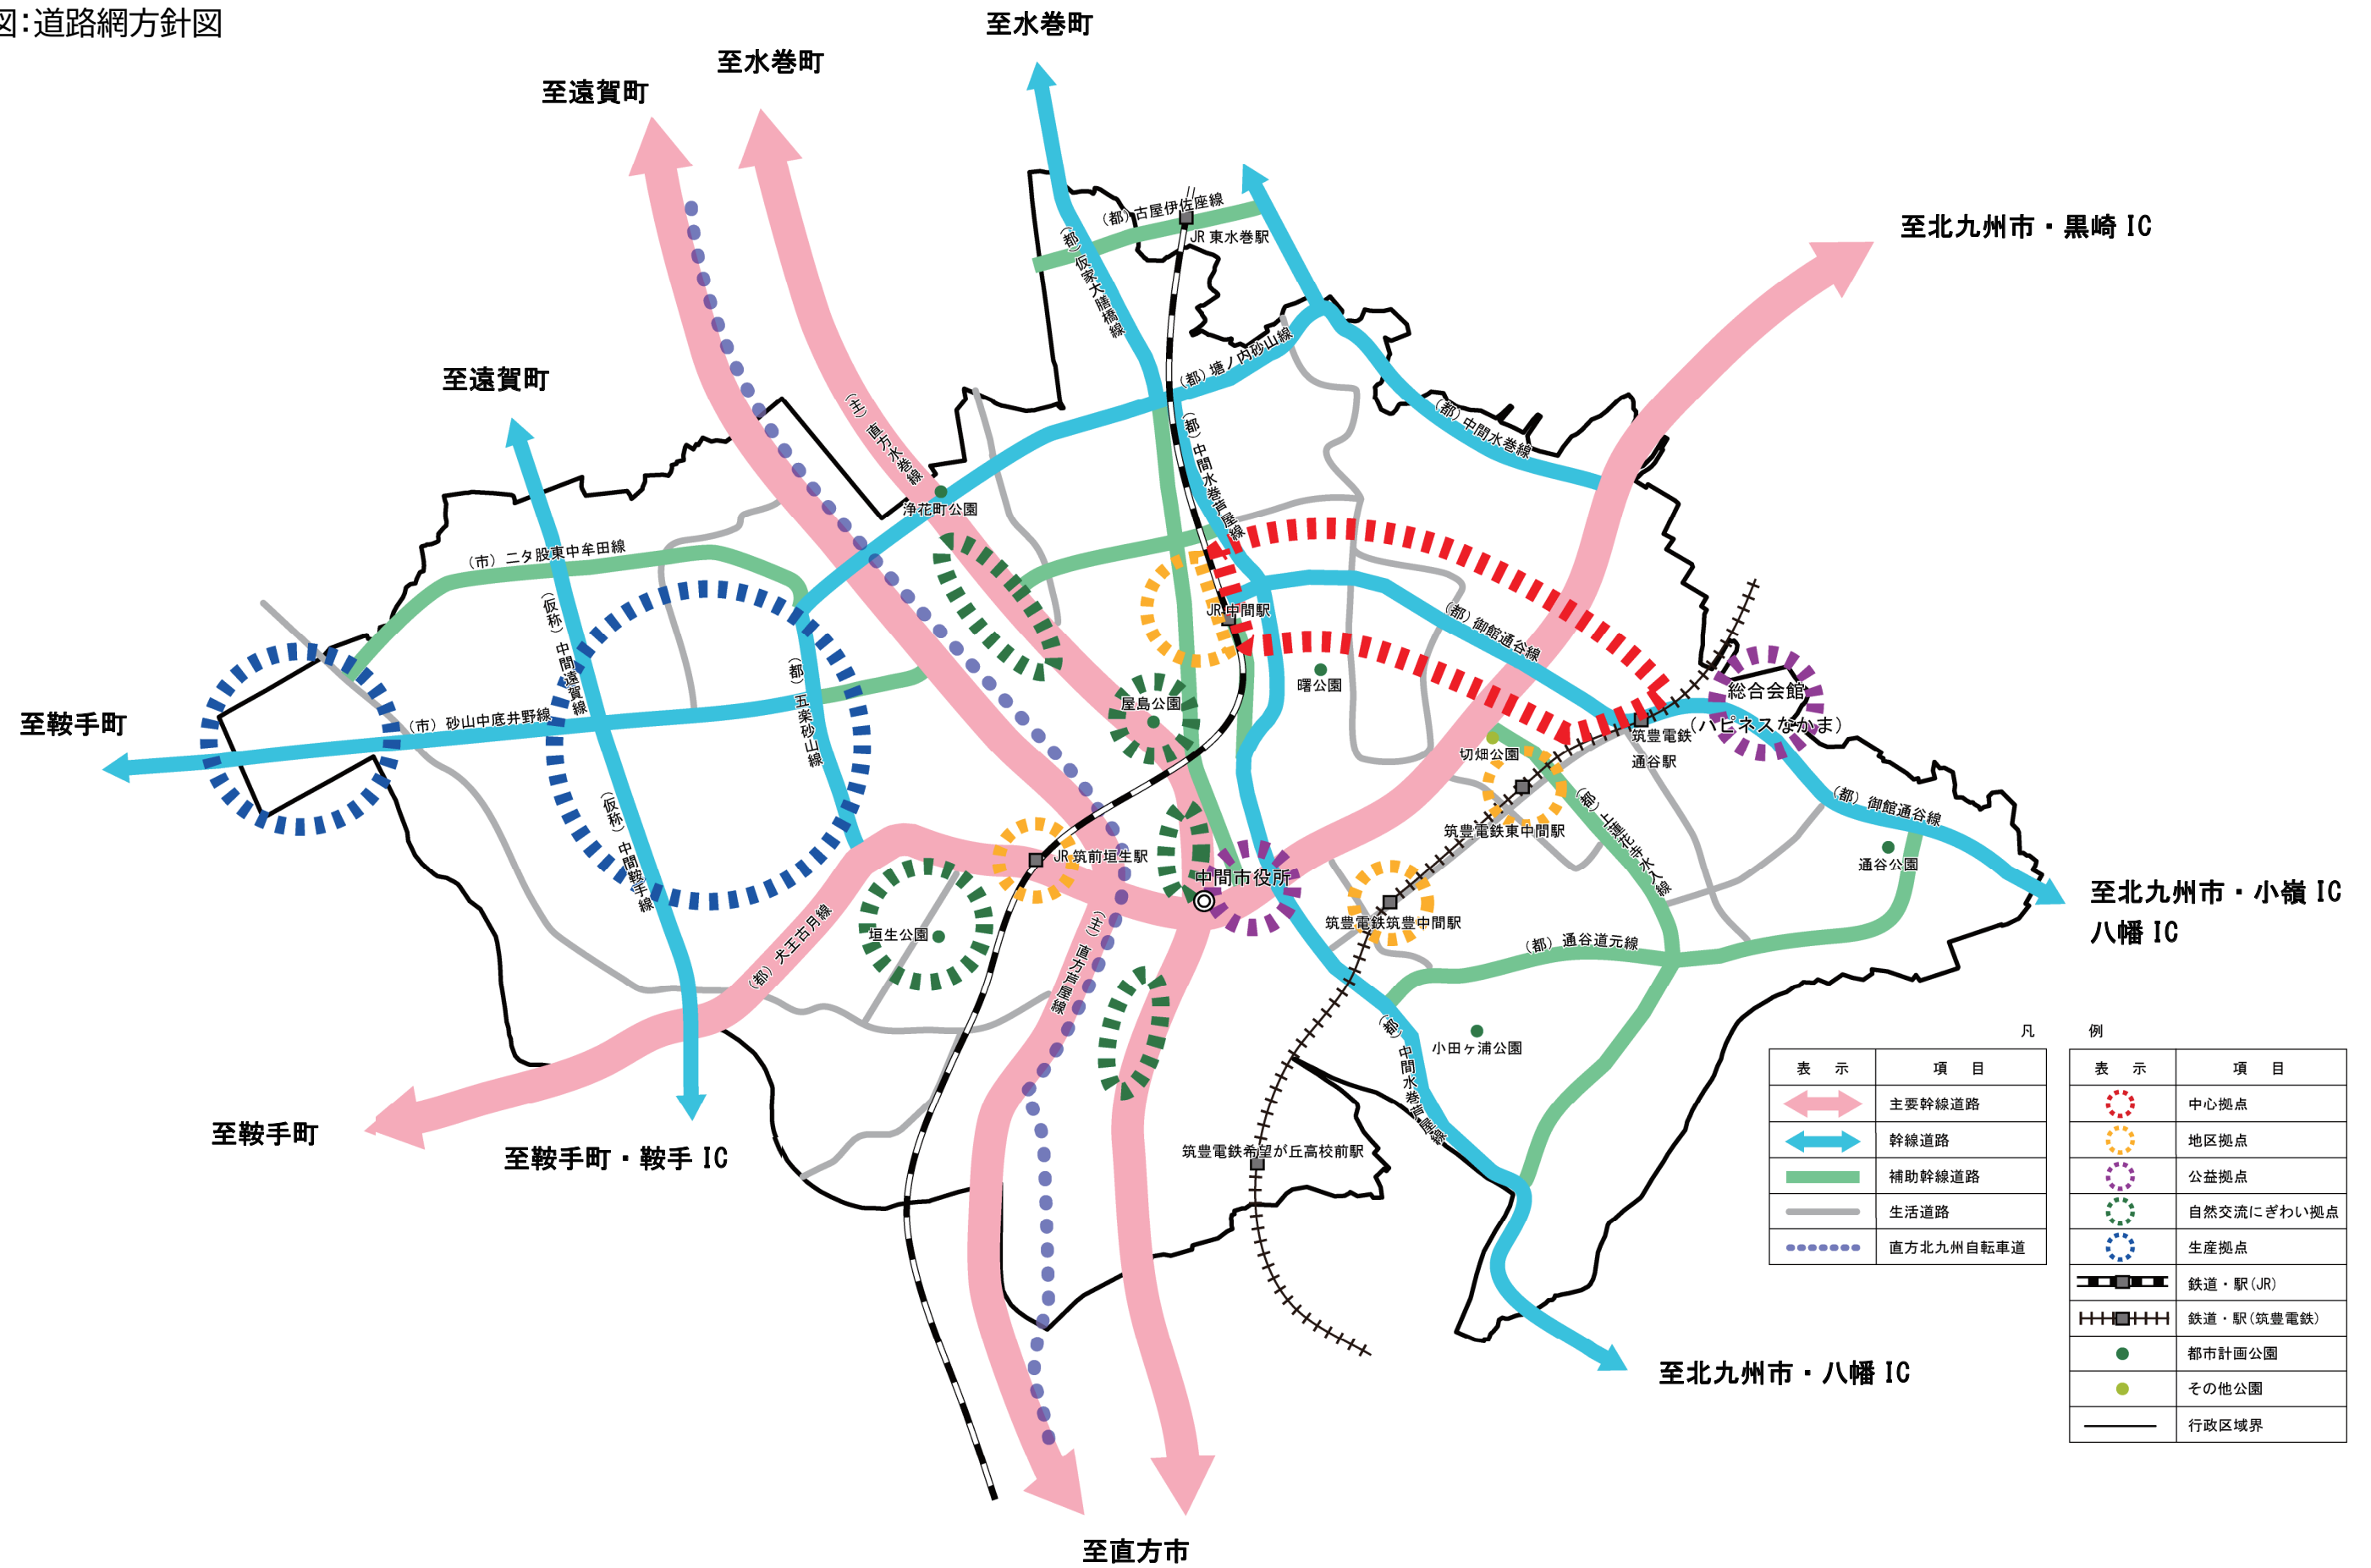 図：道路網方針図
至水巻町
至水巻町
至遠賀町
至北九州市・黒崎 IC
（都）古屋伊佐座線
JR 東水巻駅
（都）仮家大膳橋線
（都）塘ノ内砂山線
至遠賀町
（主）直方水巻線
（都）中間水巻芦屋線
（都）中間水巻線
浄花町公園
（市）二タ股東中牟田線
（仮称）中間遠賀線
JR 中間駅
（都）御館通谷線
曙公園
（都）五楽砂山線
屋島公園
総合会館
（ハピネスなかま）
至鞍手町
（市）砂山中底井野線
筑豊電鉄
通谷駅
切畑公園
（仮称）中間鞍手線
（都）上蓮花寺水入線
（都）御館通谷線
筑豊電鉄東中間駅
JR 筑前垣生駅
通谷公園
中間市役所
至北九州市・小嶺 IC
八幡 IC
筑豊電鉄筑豊中間駅
垣生公園
（都）犬王古月線
（主）直方芦屋線
（都）通谷道元線
（都）中間水巻芦屋線
小田ヶ浦公園
至鞍手町
至鞍手町・鞍手 IC
筑豊電鉄希望が丘高校前駅
至北九州市・八幡 IC
至直方市
凡 例
表 示 項 目
主要幹線道路
幹線道路
補助幹線道路
生活道路
直方北九州自転車道
表 示 項 目
中心拠点
地区拠点
公益拠点
自然交流にぎわい拠点
生産拠点
鉄道・駅（JR）
鉄道・駅（筑豊電鉄）
都市計画公園
その他公園
行政区域界